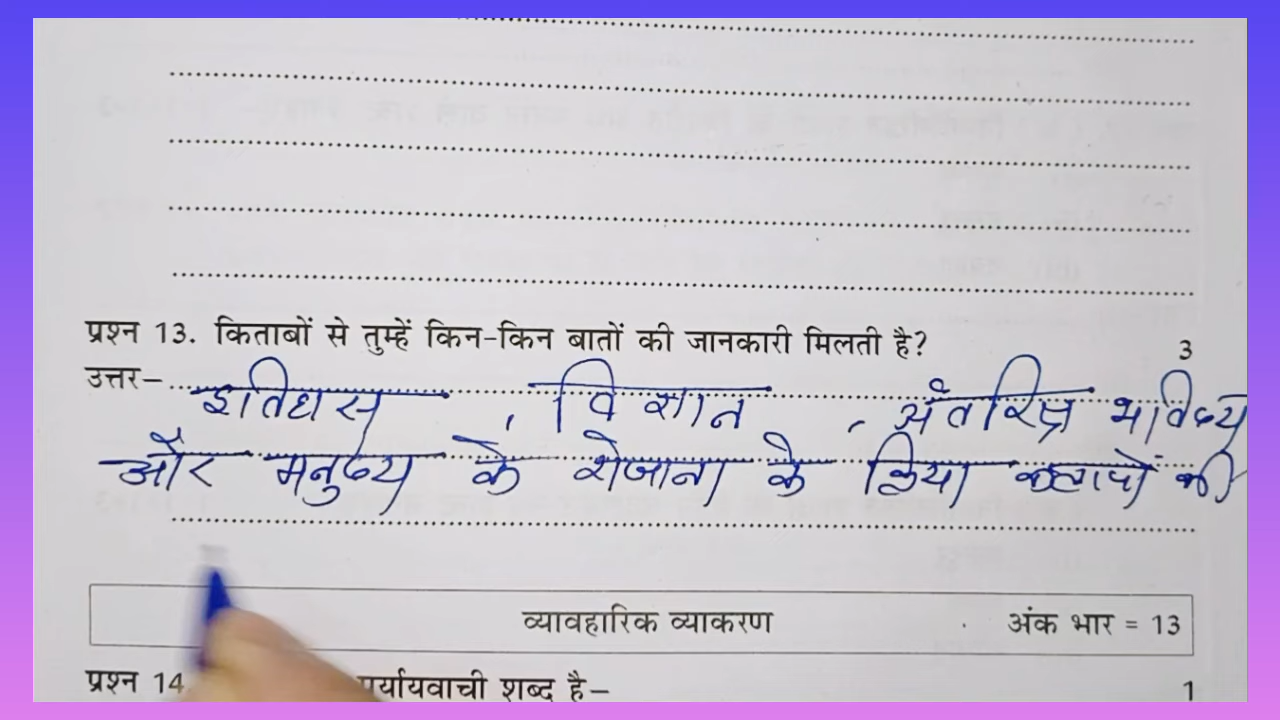 प्रश्न 13. किताबों से तुम्हें किन-किन बातों की जानकारी मिलती है? 3
उत्तर– इतिहास , विज्ञान , अंतरिक्ष भविष्य
और मनुष्य के रोजाना के क्रिया कलापों की
व्यावहारिक व्याकरण अंक भार = 13
प्रश्न 14. पर्यायवाची शब्द है– 1